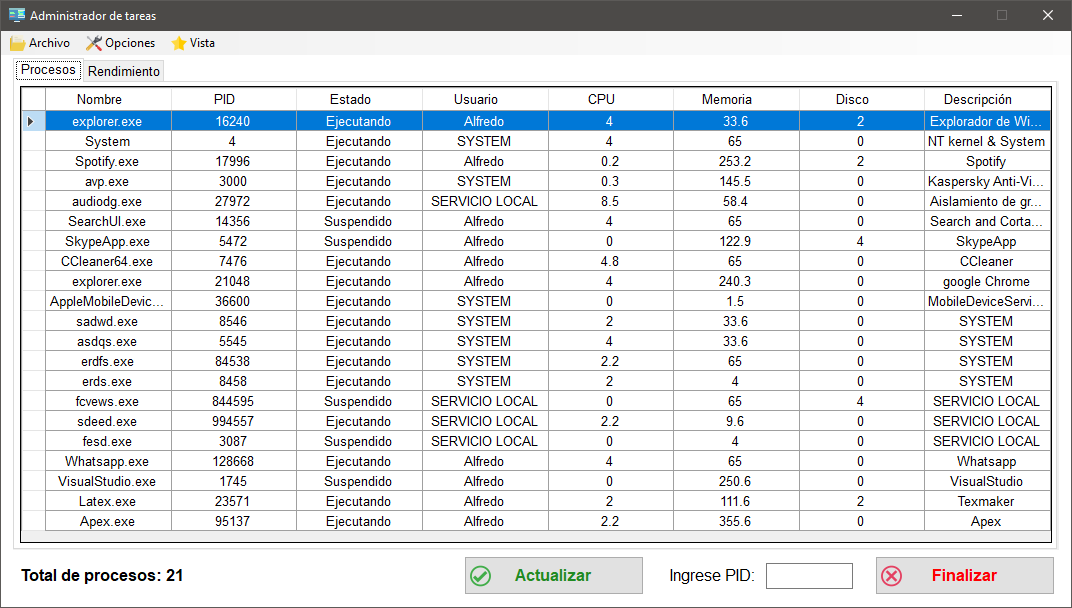 Administrador de tareas
Archivo Opciones Vista
Procesos Rendimiento
Nombre PID Estado Usuario CPU Memoria Disco Descripción
explorer.exe 16240 Ejecutando Alfredo 4 33.6 2 Explorador de Wi...
System 4 Ejecutando SYSTEM 4 65 0 NT kernel & System
Spotify.exe 17996 Ejecutando Alfredo 0.2 253.2 2 Spotify
avp.exe 3000 Ejecutando SYSTEM 0.3 145.5 0 Kaspersky Anti-Vi...
audiodg.exe 27972 Ejecutando SERVICIO LOCAL 8.5 58.4 0 Aislamiento de gr...
SearchUI.exe 14356 Suspendido Alfredo 4 65 0 Search and Corta...
SkypeApp.exe 5472 Suspendido Alfredo 0 122.9 4 SkypeApp
CCleaner64.exe 7476 Ejecutando Alfredo 4.8 65 0 CCleaner
explorer.exe 21048 Ejecutando Alfredo 4 240.3 0 google Chrome
AppleMobileDevic... 36600 Ejecutando SYSTEM 0 1.5 0 MobileDeviceServi...
sadwd.exe 8546 Ejecutando SYSTEM 2 33.6 0 SYSTEM
asdqs.exe 5545 Ejecutando SYSTEM 4 33.6 0 SYSTEM
erdfs.exe 84538 Ejecutando SYSTEM 2.2 65 0 SYSTEM
erds.exe 8458 Ejecutando SYSTEM 2 4 0 SYSTEM
fcvews.exe 844595 Suspendido SERVICIO LOCAL 0 65 4 SERVICIO LOCAL
sdeed.exe 994557 Ejecutando SERVICIO LOCAL 2.2 9.6 0 SERVICIO LOCAL
fesd.exe 3087 Suspendido SERVICIO LOCAL 0 4 0 SERVICIO LOCAL
Whatsapp.exe 128668 Ejecutando Alfredo 4 65 0 Whatsapp
VisualStudio.exe 1745 Suspendido Alfredo 0 250.6 0 VisualStudio
Latex.exe 23571 Ejecutando Alfredo 2 111.6 2 Texmaker
Apex.exe 95137 Ejecutando Alfredo 2.2 355.6 0 Apex
Total de procesos: 21 Actualizar Ingrese PID: Finalizar